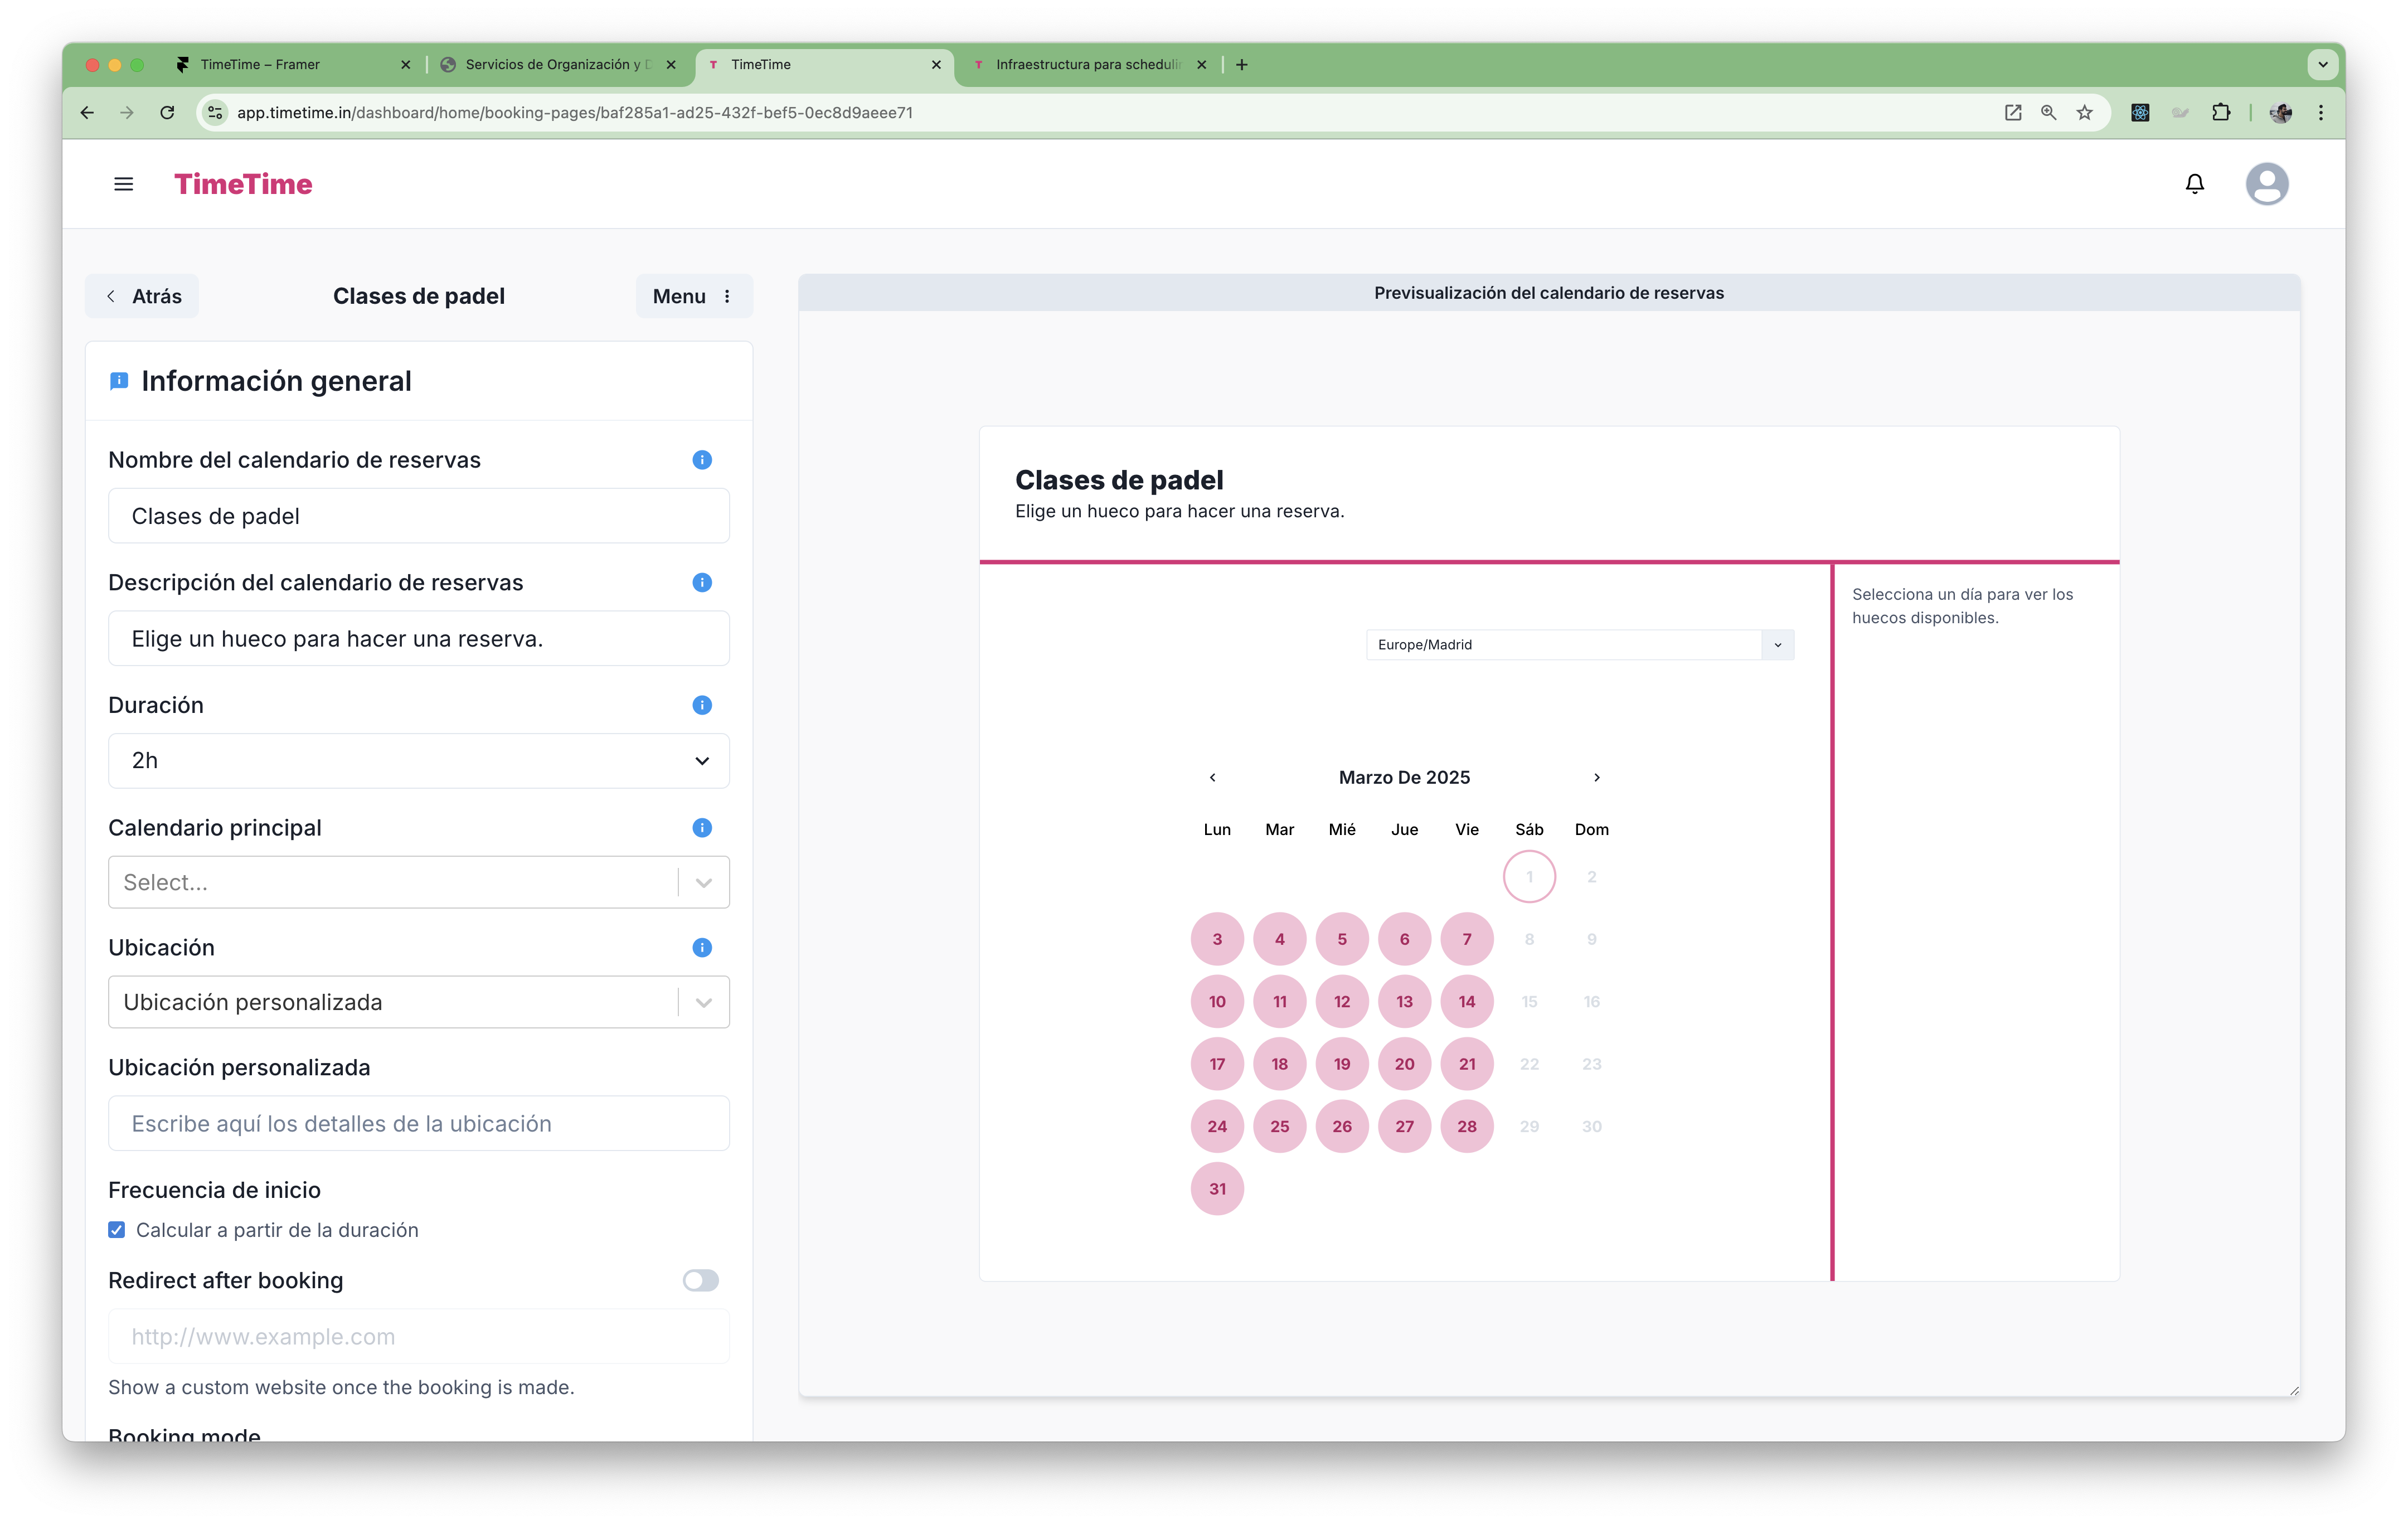 TimeTime – Framer
Servicios de Organización y
TimeTime
Infraestructura para
app.timetime.in/dashboard/home/booking-pages/baf285a1-ad25-432f-bef5-0ec8d9aeee71
TimeTime
Atrás
Clases de padel
Menu
Información general
Nombre del calendario de reservas
Clases de padel
Descripción del calendario de reservas
Elige un hueco para hacer una reserva.
Duración
2h
Calendario principal
Select...
Ubicación
Ubicación personalizada
Ubicación personalizada
Escribe aquí los detalles de la ubicación
Frecuencia de inicio
Calcular a partir de la duración
Redirect after booking
http://www.example.com
Show a custom website once the booking is made.
Booking mode
Previsualización del calendario de reservas
Clases de padel
Elige un hueco para hacer una reserva.
Europe/Madrid
Marzo De 2025
Lun Mar Mié Jue Vie Sáb Dom
1 2
3 4 5 6 7 8 9
10 11 12 13 14 15 16
17 18 19 20 21 22 23
24 25 26 27 28 29 30
31
Selecciona un día para ver los
huecos disponibles.